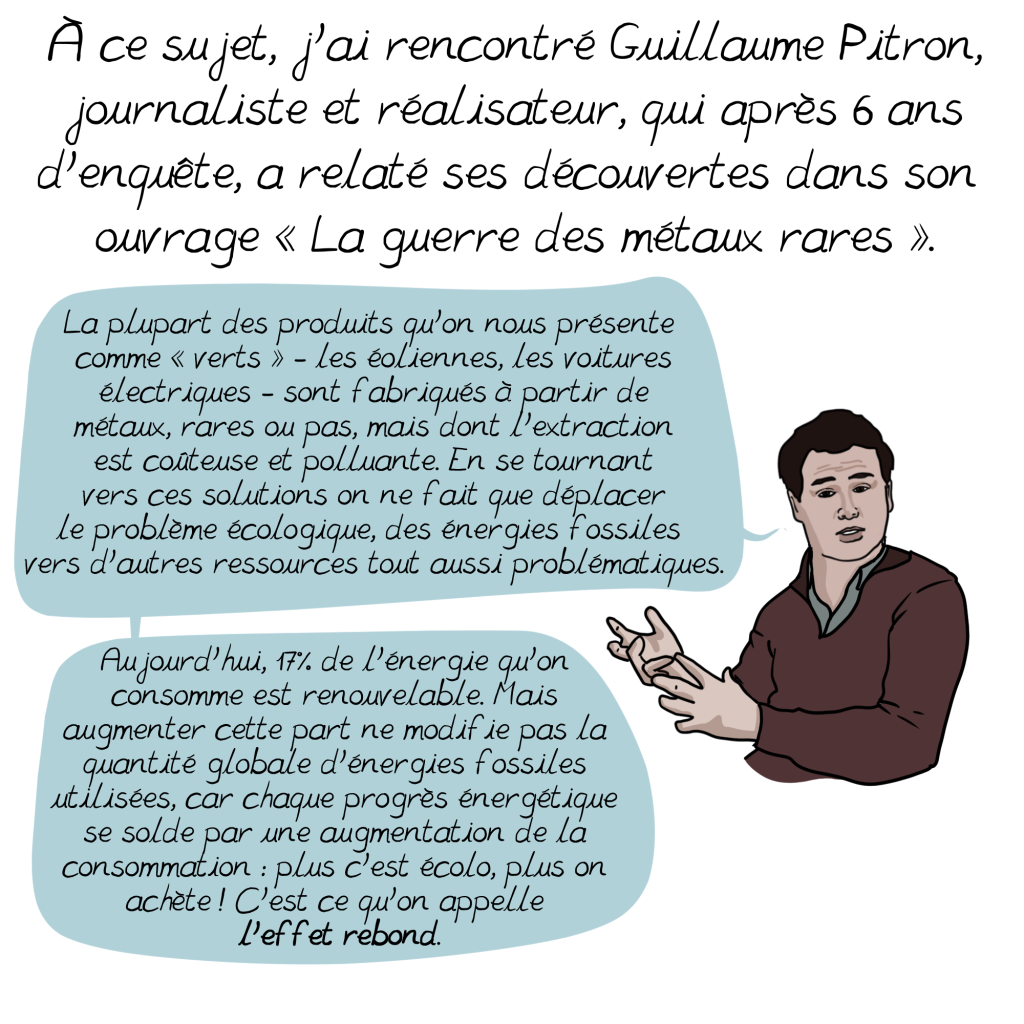 À ce sujet, j'ai rencontré Guillaume Pitron,
journaliste et réalisateur, qui après 6 ans
d'enquête, a relaté ses découvertes dans son
ouvrage « La guerre des métaux rares ».
La plupart des produits qu'on nous présente
comme « verts » – les éoliennes, les voitures
électriques – sont fabriqués à partir de
métaux, rares ou pas, mais dont l'extraction
est coûteuse et polluante. En se tournant
vers ces solutions on ne fait que déplacer
le problème écologique, des énergies fossiles
vers d'autres ressources tout aussi problématiques.
Aujourd'hui, 17% de l'énergie qu'on
consomme est renouvelable. Mais
augmenter cette part ne modifie pas la
quantité globale d'énergies fossiles
utilisées, car chaque progrès énergétique
se solde par une augmentation de la
consommation : plus c'est écolo, plus on
achète ! C'est ce qu'on appelle
l'effet rebond.